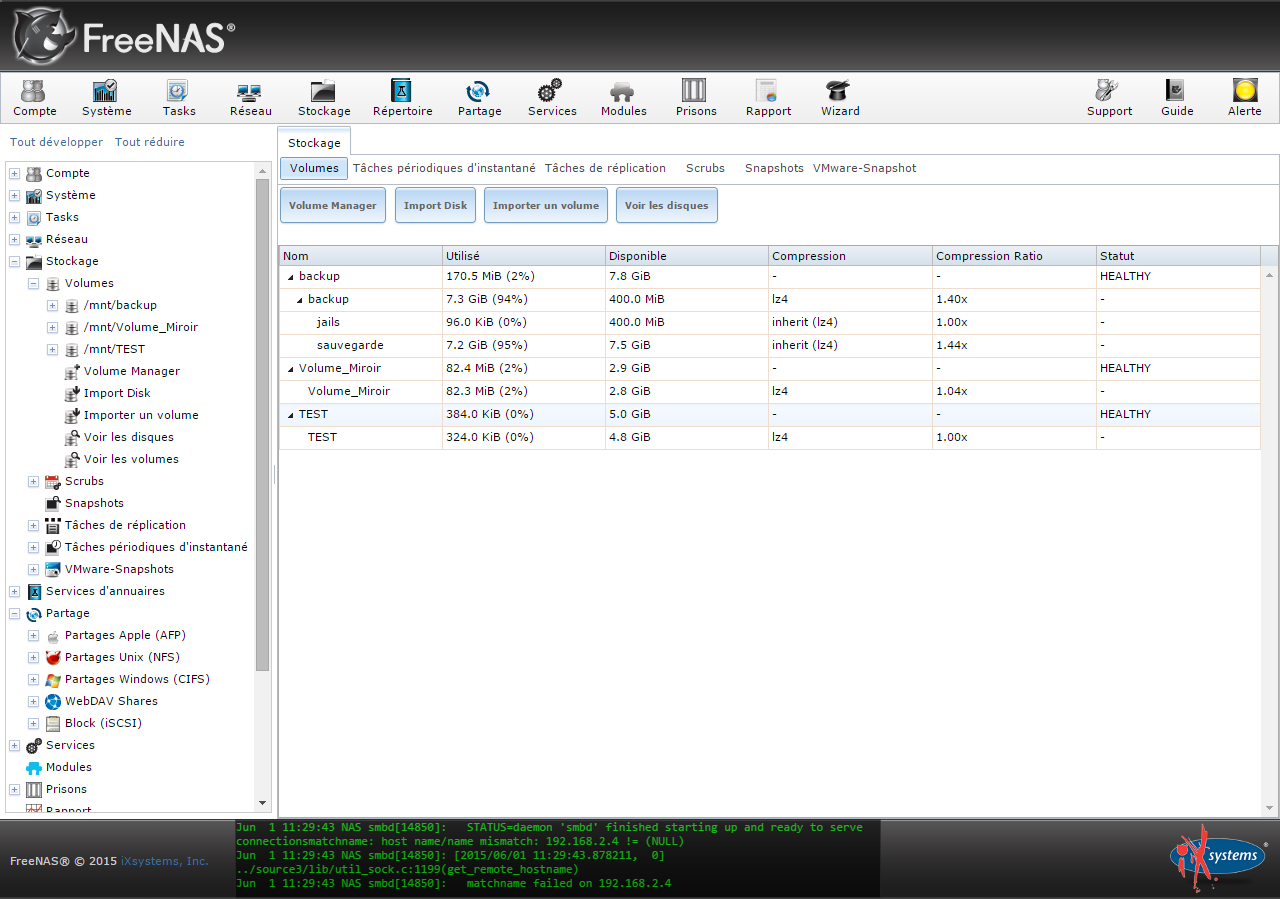 FreeNAS®
Compte Système Tasks Réseau Stockage Répertoire Partage Services Modules Prisons Rapport Wizard Support Guide Alerte
Tout développer Tout réduire
Compte
Système
Tasks
Réseau
Stockage
Volumes
/mnt/backup
/mnt/Volume_Miroir
/mnt/TEST
Volume Manager
Import Disk
Importer un volume
Voir les disques
Voir les volumes
Scrubs
Snapshots
Tâches de réplication
Tâches périodiques d'instantané
VMware-Snapshots
Services d'annuaires
Partage
Partages Apple (AFP)
Partages Unix (NFS)
Partages Windows (CIFS)
WebDAV Shares
Block (iSCSI)
Services
Modules
Prisons
Rapport
Stockage
Volumes Tâches périodiques d'instantané Tâches de réplication Scrubs Snapshots VMware-Snapshot
Volume Manager Import Disk Importer un volume Voir les disques
Nom Utilisé Disponible Compression Compression Ratio Statut
backup 170.5 MiB (2%) 7.8 GiB - - HEALTHY
backup 7.3 GiB (94%) 400.0 MiB lz4 1.40x -
jails 96.0 KiB (0%) 400.0 MiB inherit (lz4) 1.00x -
sauvegarde 7.2 GiB (95%) 7.5 GiB inherit (lz4) 1.44x -
Volume_Miroir 82.4 MiB (2%) 2.9 GiB - - HEALTHY
Volume_Miroir 82.3 MiB (2%) 2.8 GiB lz4 1.04x -
TEST 384.0 KiB (0%) 5.0 GiB - - HEALTHY
TEST 324.0 KiB (0%) 4.8 GiB lz4 1.00x -
FreeNAS® © 2015 iXsystems, Inc.
Jun  1 11:29:43 NAS smbd[14850]:   STATUS=daemon 'smbd' finished starting up and ready to serve
connectionsmatchname: host name/name mismatch: 192.168.2.4 != (NULL)
Jun  1 11:29:43 NAS smbd[14850]: [2015/06/01 11:29:43.878211,  0]
../source3/lib/util_sock.c:1199(get_remote_hostname)
Jun  1 11:29:43 NAS smbd[14850]:   matchname failed on 192.168.2.4
iXsystems®